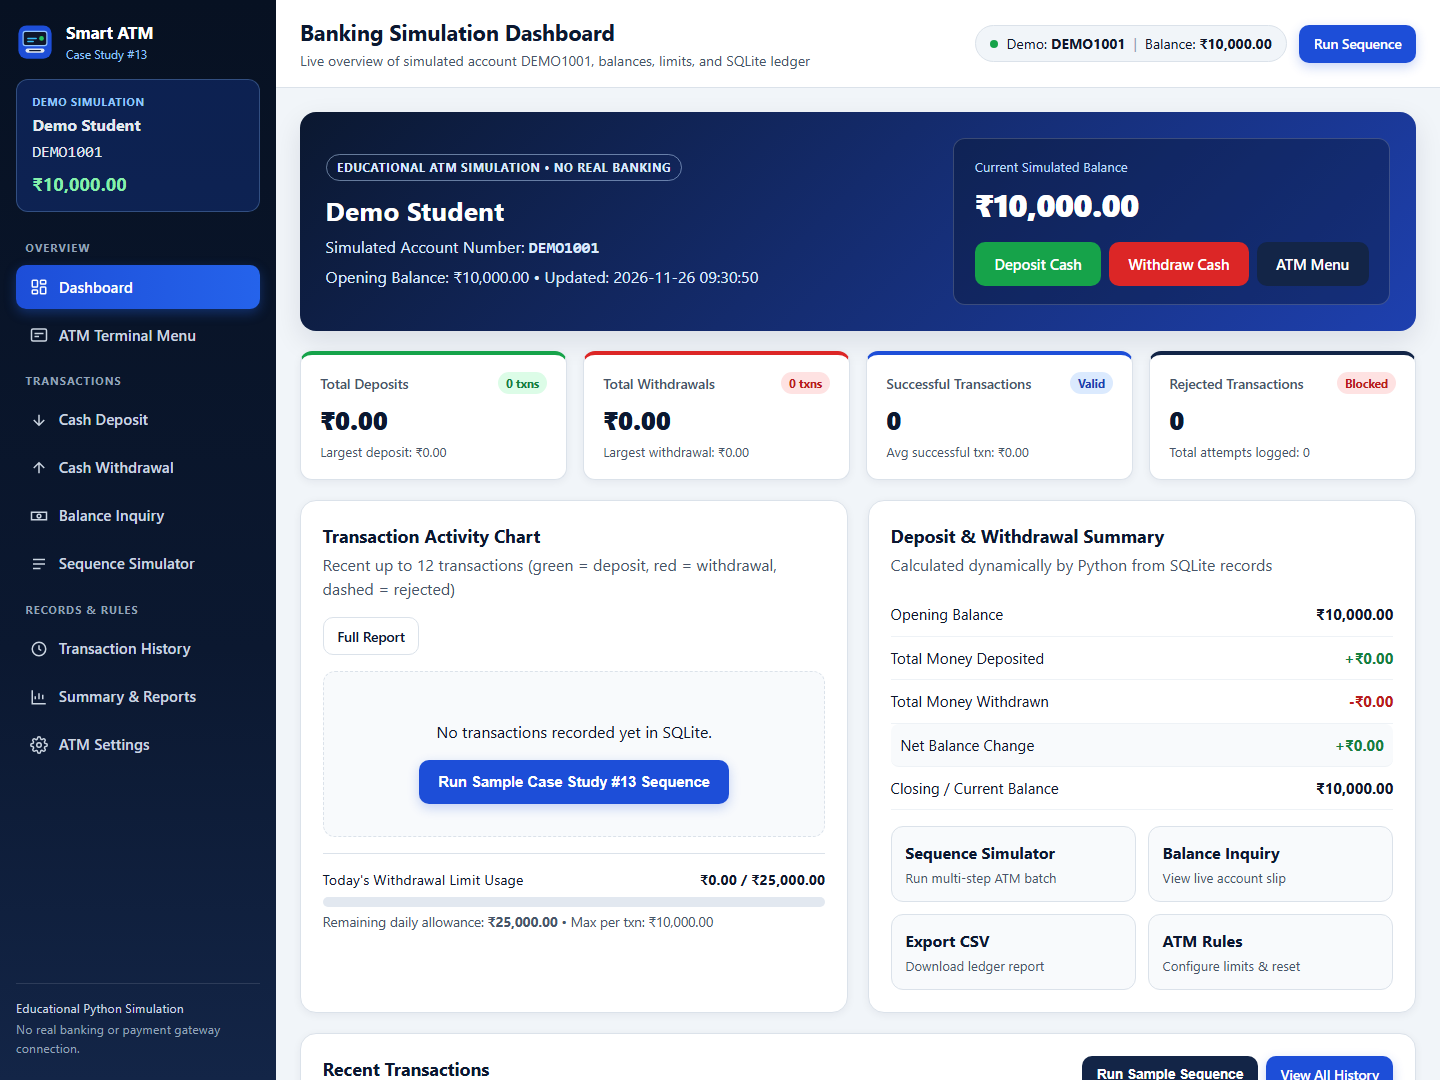 Smart ATM
Case Study #13
DEMO SIMULATION
Demo Student
DEMO1001
₹10,000.00
OVERVIEW
Dashboard
ATM Terminal Menu
TRANSACTIONS
Cash Deposit
Cash Withdrawal
Balance Inquiry
Sequence Simulator
RECORDS & RULES
Transaction History
Summary & Reports
ATM Settings
Educational Python Simulation
No real banking or payment gateway
connection.
Banking Simulation Dashboard
Live overview of simulated account DEMO1001, balances, limits, and SQLite ledger
Demo: DEMO1001 | Balance: ₹10,000.00
Run Sequence
EDUCATIONAL ATM SIMULATION • NO REAL BANKING
Demo Student
Simulated Account Number: DEMO1001
Opening Balance: ₹10,000.00 • Updated: 2026-11-26 09:30:50
Current Simulated Balance
₹10,000.00
Deposit Cash
Withdraw Cash
ATM Menu
Total Deposits
0 txns
₹0.00
Largest deposit: ₹0.00
Total Withdrawals
0 txns
₹0.00
Largest withdrawal: ₹0.00
Successful Transactions
Valid
0
Avg successful txn: ₹0.00
Rejected Transactions
Blocked
0
Total attempts logged: 0
Transaction Activity Chart
Recent up to 12 transactions (green = deposit, red = withdrawal,
dashed = rejected)
Full Report
No transactions recorded yet in SQLite.
Run Sample Case Study #13 Sequence
Today's Withdrawal Limit Usage
₹0.00 / ₹25,000.00
Remaining daily allowance: ₹25,000.00 • Max per txn: ₹10,000.00
Deposit & Withdrawal Summary
Calculated dynamically by Python from SQLite records
Opening Balance
₹10,000.00
Total Money Deposited
+₹0.00
Total Money Withdrawn
-₹0.00
Net Balance Change
+₹0.00
Closing / Current Balance
₹10,000.00
Sequence Simulator
Run multi-step ATM batch
Balance Inquiry
View live account slip
Export CSV
Download ledger report
ATM Rules
Configure limits & reset
Recent Transactions
Run Sample Sequence
View All History